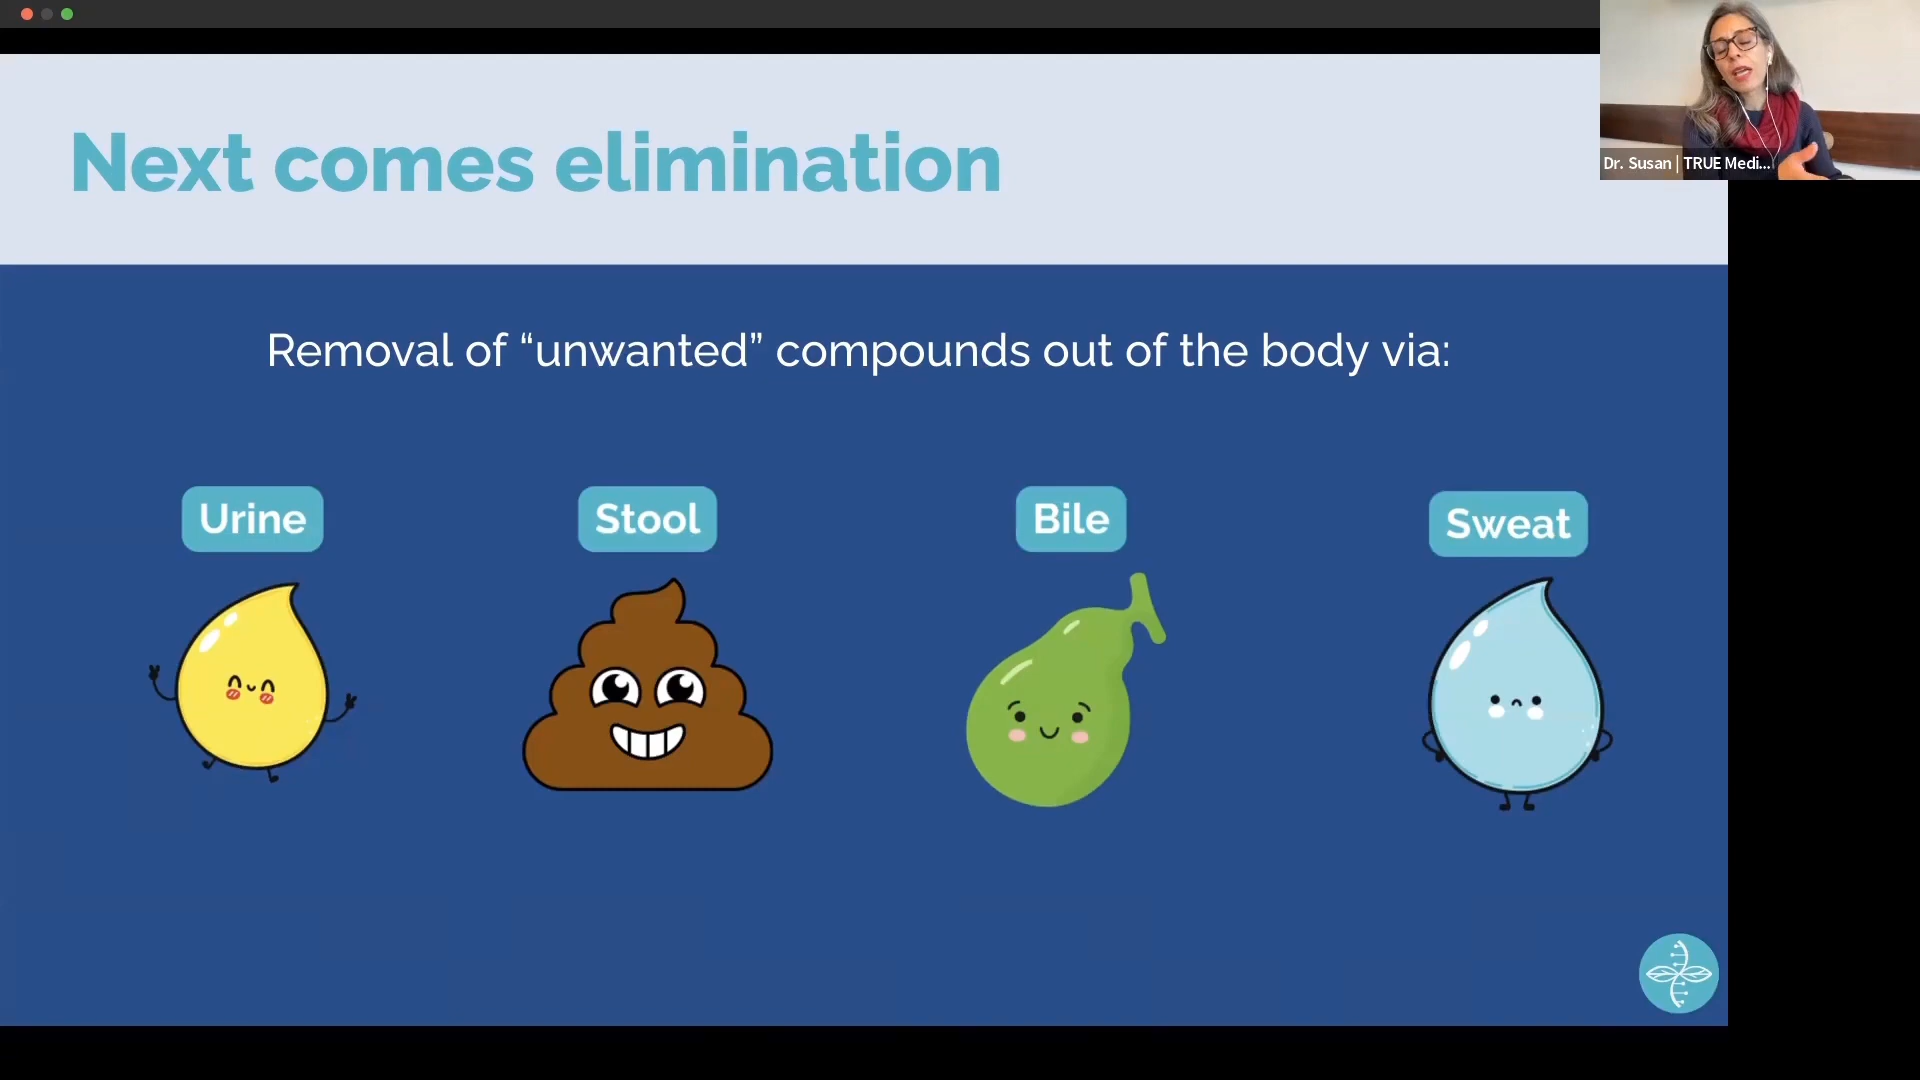 Dr. Susan | TRUE Medi...
Next comes elimination
Removal of “unwanted” compounds out of the body via:
Urine
Stool
Bile
Sweat